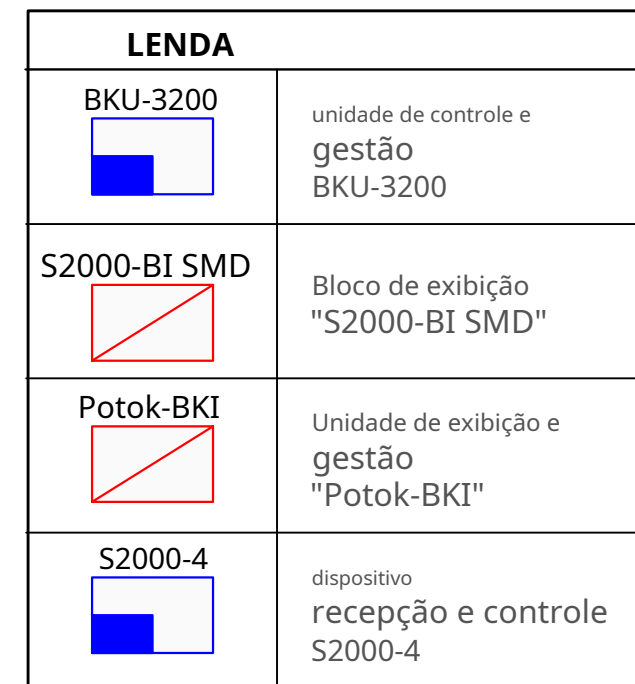 LENDA
BKU-3200
unidade de controle e
gestão
BKU-3200
S2000-BI SMD
Bloco de exibição
"S2000-BI SMD"
Potok-BKI
Unidade de exibição e
gestão
"Potok-BKI"
S2000-4
dispositivo
recepção e controle
S2000-4